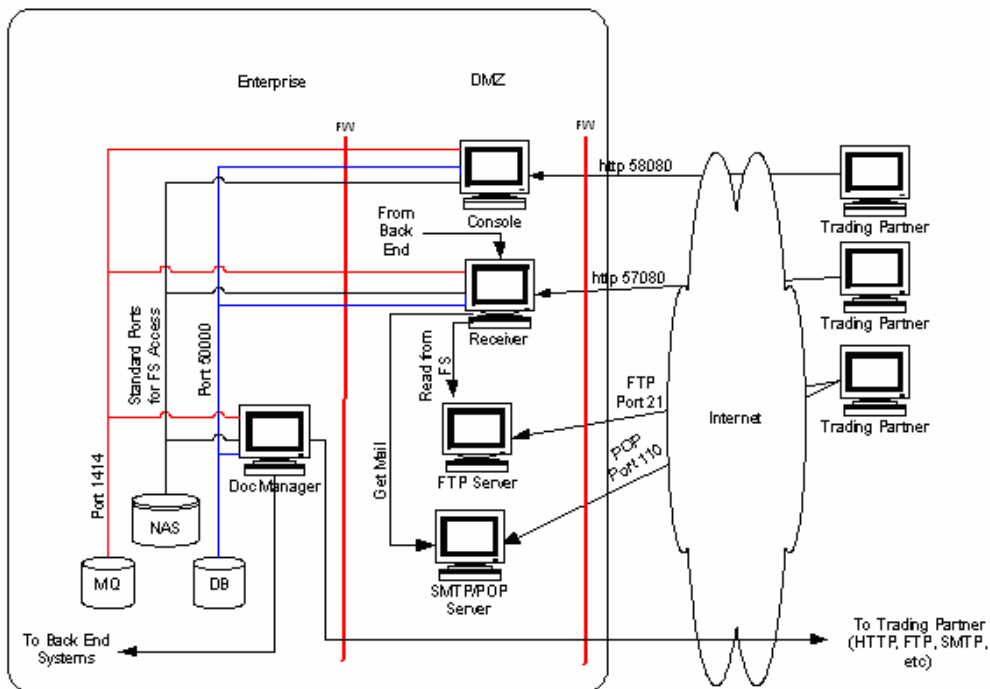 Enterprise
DMZ
FW
FW
http 58080
Trading Partner
Console
From
Back
End
http 57080
Trading Partner
Receiver
Standard Ports
for FS Access
Port 50000
Read from
FS
FTP
Port 21
Internet
Trading Partner
POP
Port 110
Port 1414
Doc Manager
Get Mail
FTP Server
NAS
MQ
DB
SMTP/POP
Server
To Back End
Systems
To Trading Partner
(HTTP, FTP, SMTP,
etc)